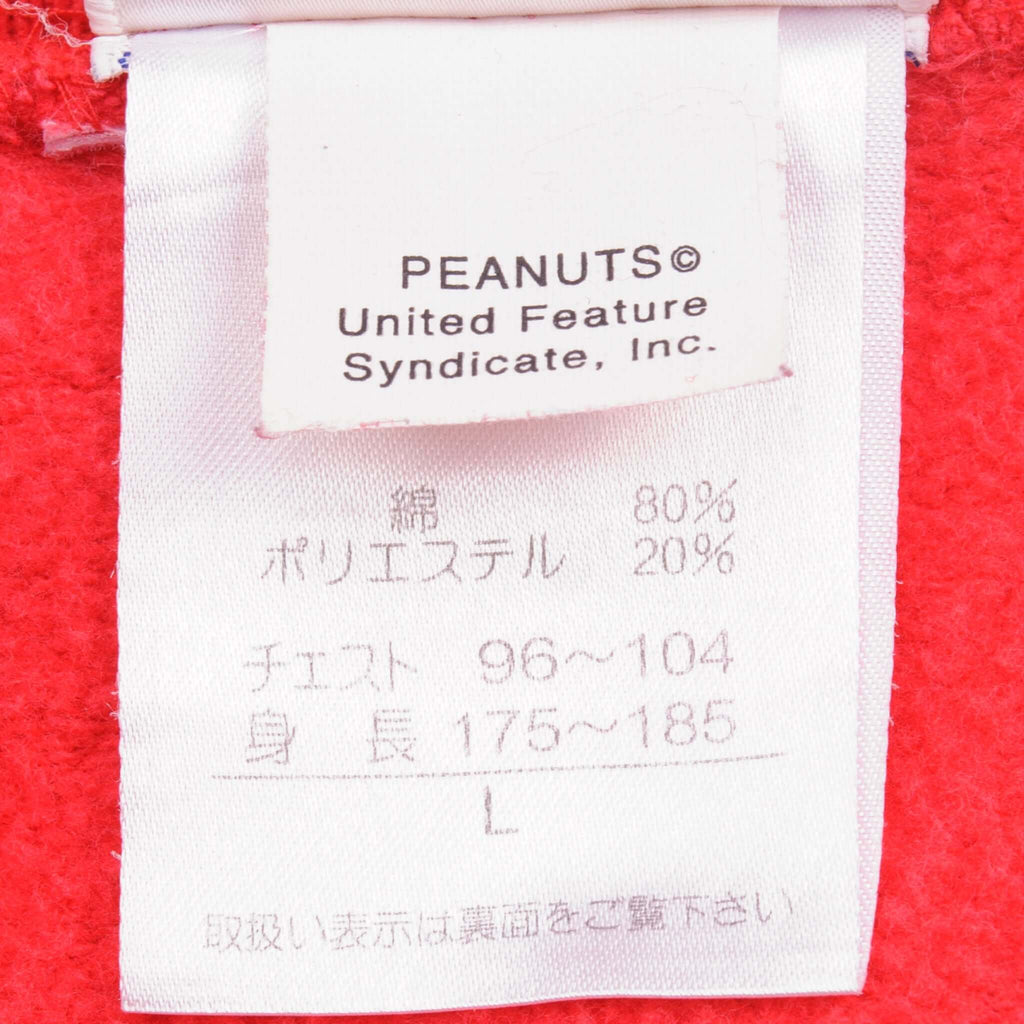 PEANUTS©
United Feature
Syndicate, Inc.
綿 80%
ポリエステル 20%
チェスト 96～104
身 長 175～185
L
取扱い表示は裏面をご覧下さい